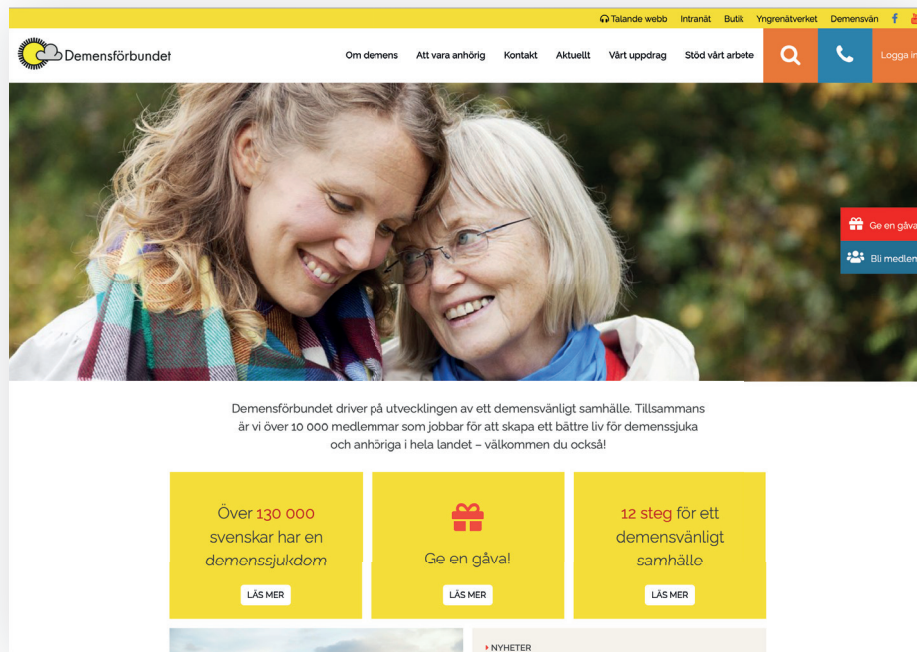 Talande webb Intranät Butik Yngrenätverket Demensvän
Demensförbundet
Om demens Att vara anhörig Kontakt Aktuellt Vårt uppdrag Stöd vårt arbete Logga in
Ge en gåva
Bli medlem
Demensförbundet driver på utvecklingen av ett demensvänligt samhälle. Tillsammans
är vi över 10 000 medlemmar som jobbar för att skapa ett bättre liv för demenssjuka
och anhöriga i hela landet – välkommen du också!
Över 130 000
svenskar har en
demenssjukdom
LÄS MER
Ge en gåva!
LÄS MER
12 steg för ett
demensvänligt
samhälle
LÄS MER
NYHETER